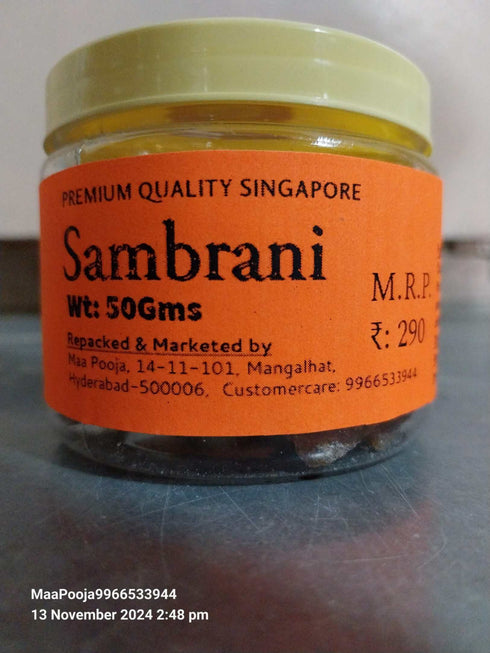 PREMIUM QUALITY SINGAPORE
Sambrani
Wt: 50Gms
M.R.P.
₹: 290
Repacked & Marketed by
Maa Pooja, 14-11-101, Mangalhat,
Hyderabad-500006, Customercare: 9966533944
MaaPooja9966533944
13 November 2024 2:48 pm